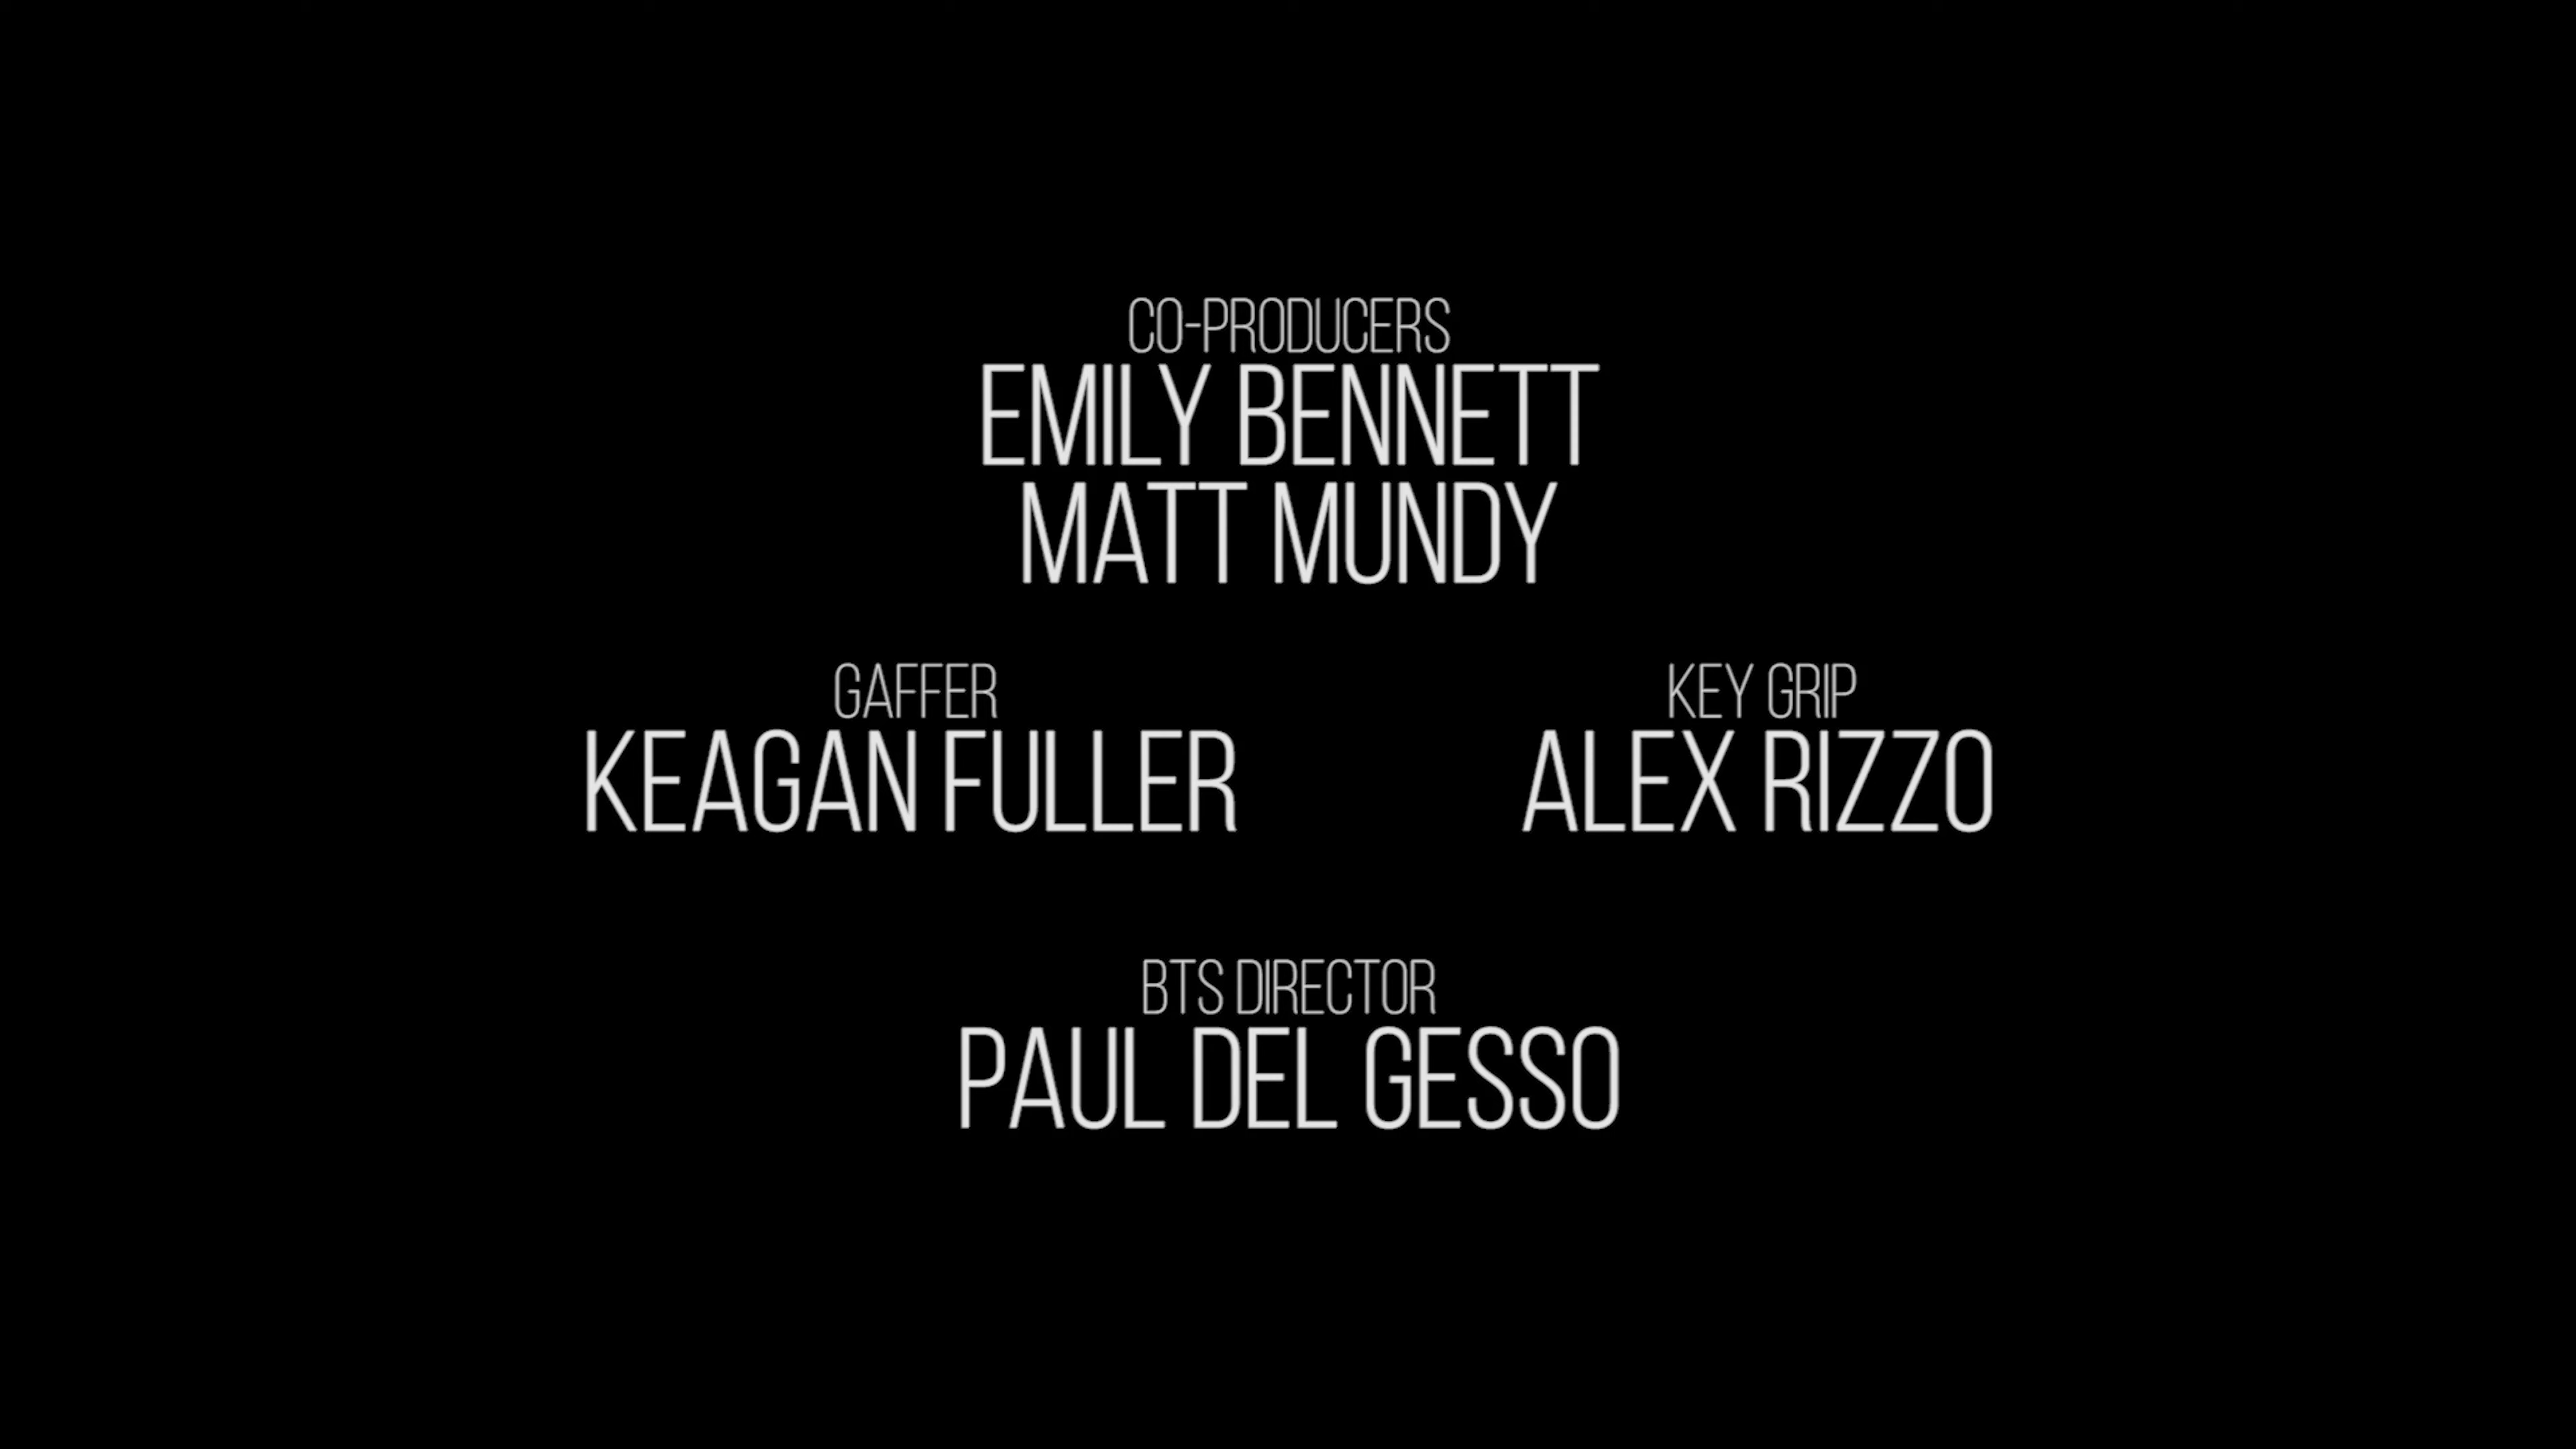 CO-PRODUCERS
EMILY BENNETT
MATT MUNDY
GAFFER
KEAGAN FULLER
KEY GRIP
ALEX RIZZO
BTS DIRECTOR
PAUL DEL GESSO